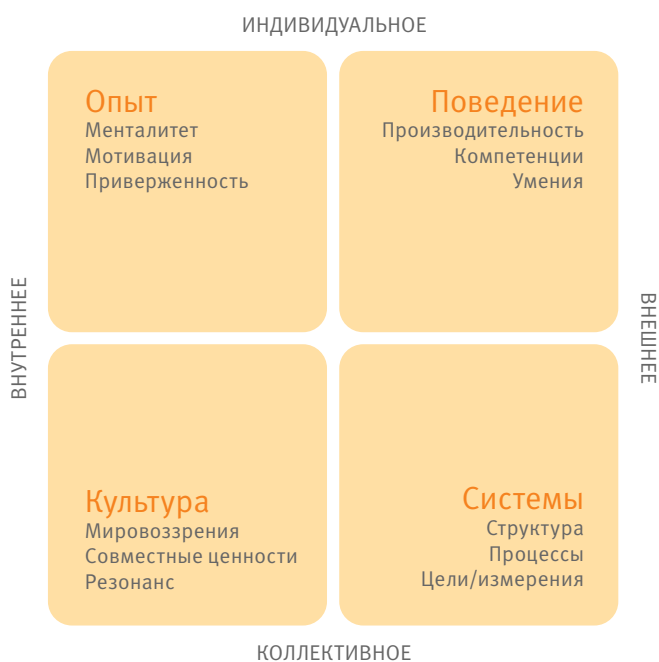 ИНДИВИДУАЛЬНОЕ
Опыт
Менталитет
Мотивация
Приверженность
Поведение
Производительность
Компетенции
Умения
ВНУТРЕННЕЕ
ВНЕШНЕЕ
Культура
Мировоззрения
Совместные ценности
Резонанс
Системы
Структура
Процессы
Цели/измерения
КОЛЛЕКТИВНОЕ